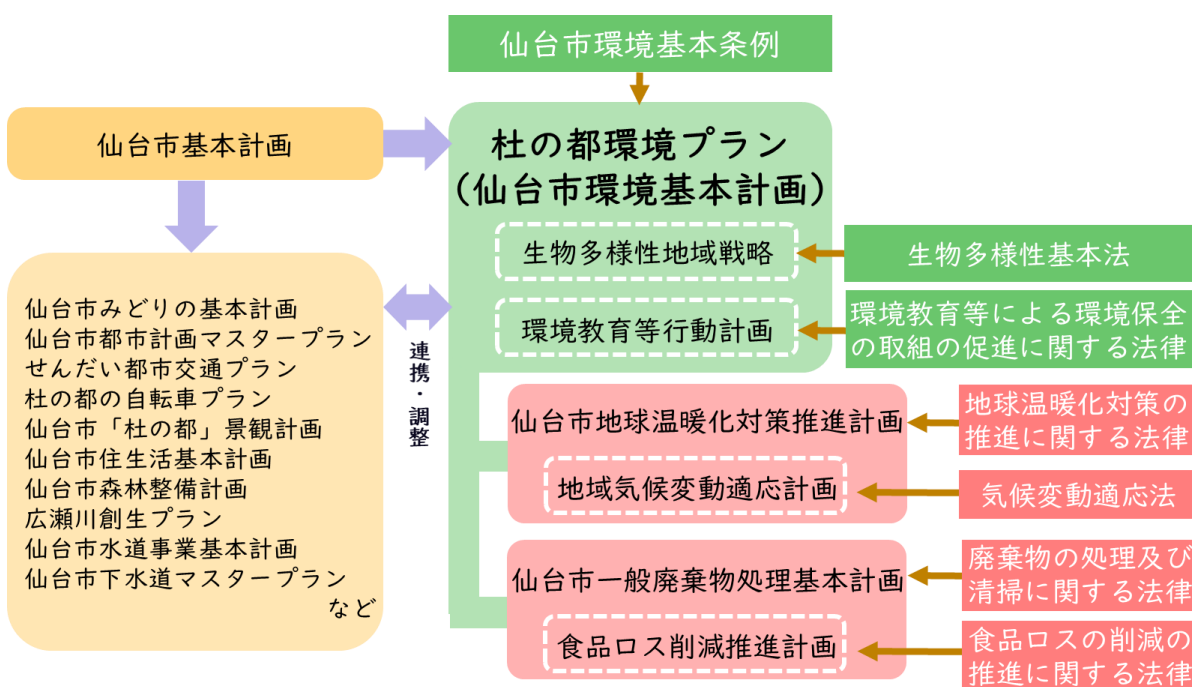 仙台市環境基本条例
仙台市基本計画
杜の都環境プラン
(仙台市環境基本計画)
生物多様性地域戦略
生物多様性基本法
環境教育等行動計画
環境教育等による環境保全
の取組の促進に関する法律
仙台市みどりの基本計画
仙台市都市計画マスタープラン
せんだい都市交通プラン
杜の都の自転車プラン
仙台市「杜の都」景観計画
仙台市住生活基本計画
仙台市森林整備計画
広瀬川創生プラン
仙台市水道事業基本計画
仙台市下水道マスタープラン
など
連携・調整
仙台市地球温暖化対策推進計画
地球温暖化対策の
推進に関する法律
地域気候変動適応計画
気候変動適応法
仙台市一般廃棄物処理基本計画
廃棄物の処理及び
清掃に関する法律
食品ロス削減推進計画
食品ロスの削減の
推進に関する法律